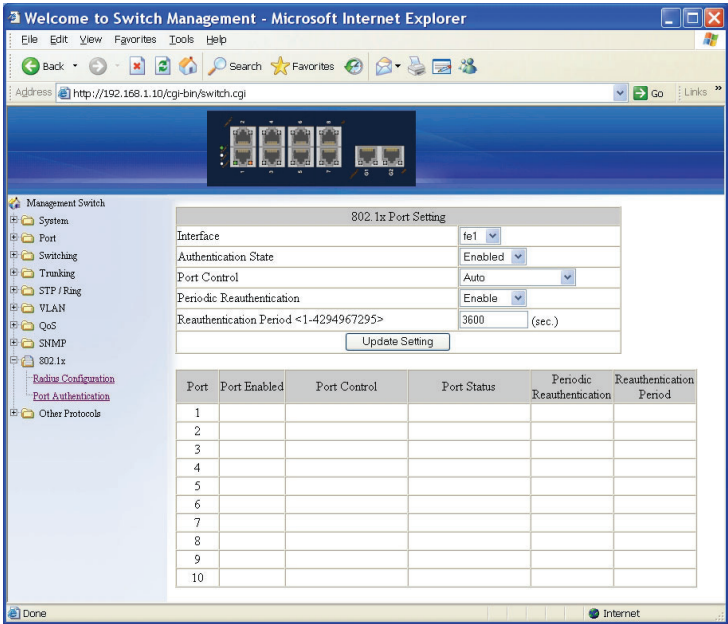 Welcome to Switch Management - Microsoft Internet Explorer
File Edit View Favorites Tools Help
Back Search Favorites
Address http://192.168.1.10/cgi-bin/switch.cgi Go Links »
Management Switch
System
Port
Switching
Trunking
STP / Ring
VLAN
QoS
SNMP
802.1x
Radius Configuration
Port Authentication
Other Protocols
802.1x Port Setting
Interface fe1
Authentication State Enabled
Port Control Auto
Periodic Reauthentication Enable
Reauthentication Period <1-4294967295> 3600 (sec.)
Update Setting
Port Port Enabled Port Control Port Status Periodic Reauthentication Reauthentication Period
1
2
3
4
5
6
7
8
9
10
Done Internet